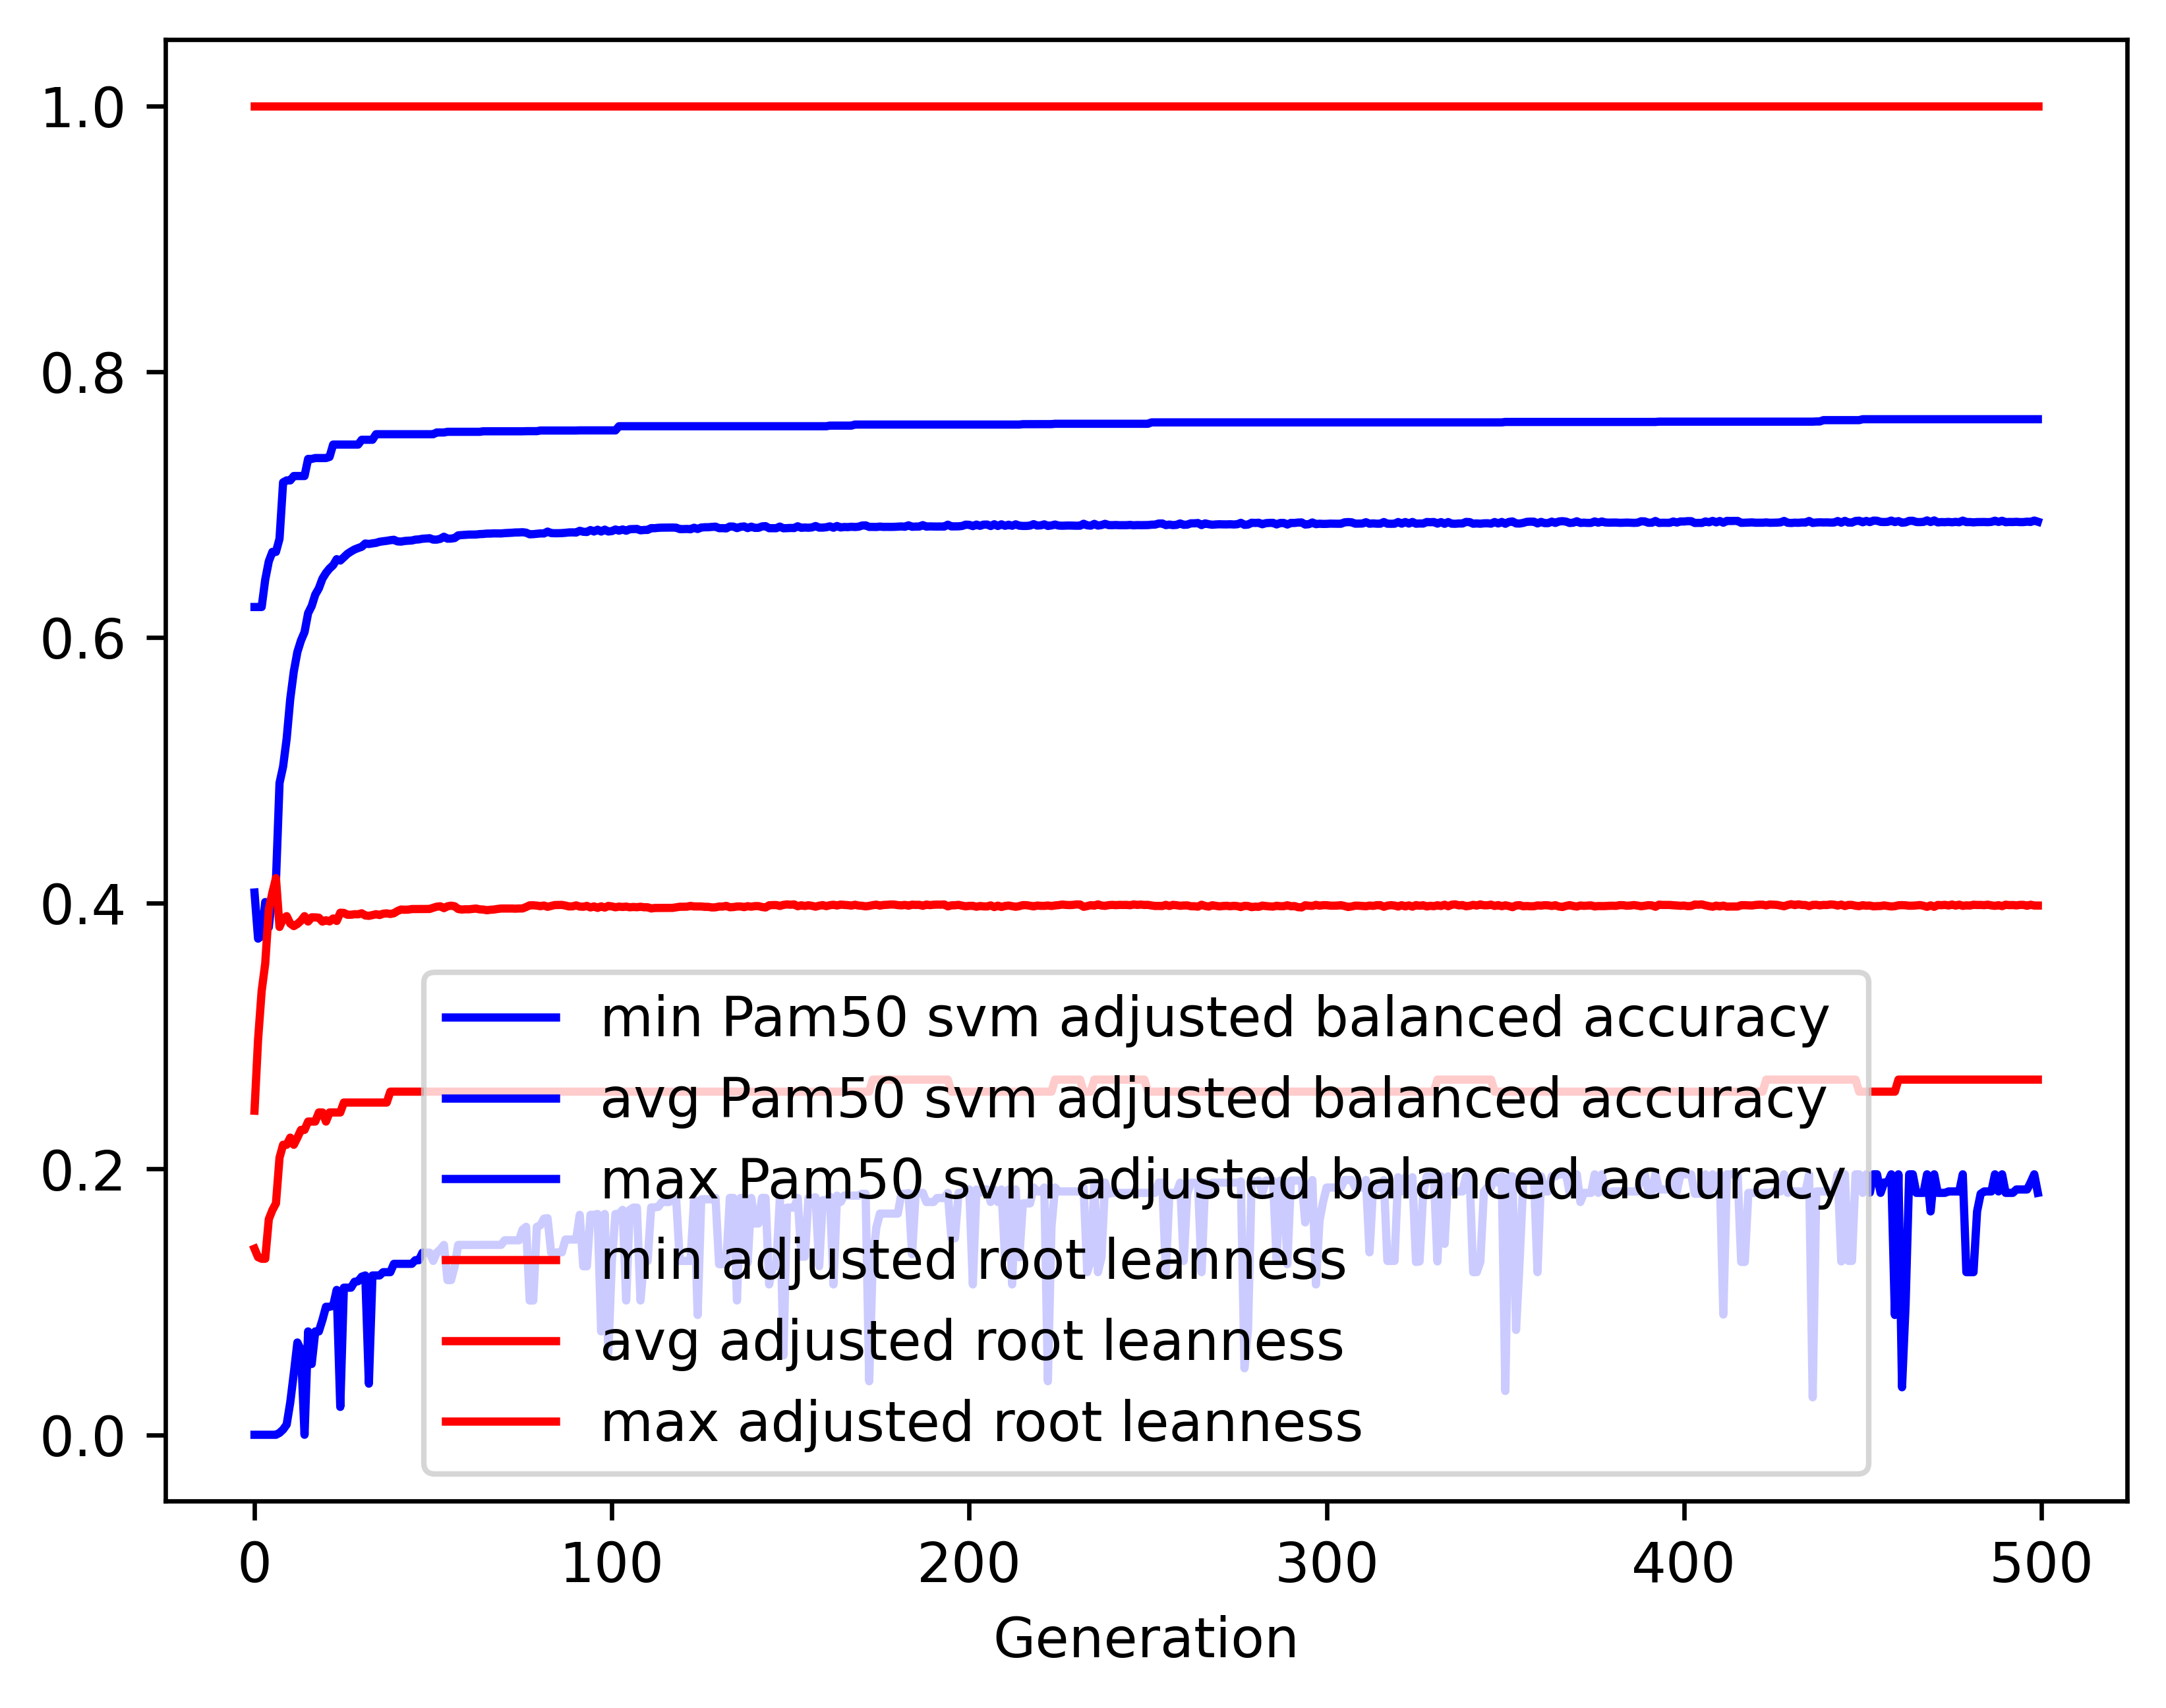 1.0
0.8
0.6
0.4
0.2
0.0
min Pam50 svm adjusted balanced accuracy
avg Pam50 svm adjusted balanced accuracy
max Pam50 svm adjusted balanced accuracy
min adjusted root leanness
avg adjusted root leanness
max adjusted root leanness
0 100 200 300 400 500
Generation